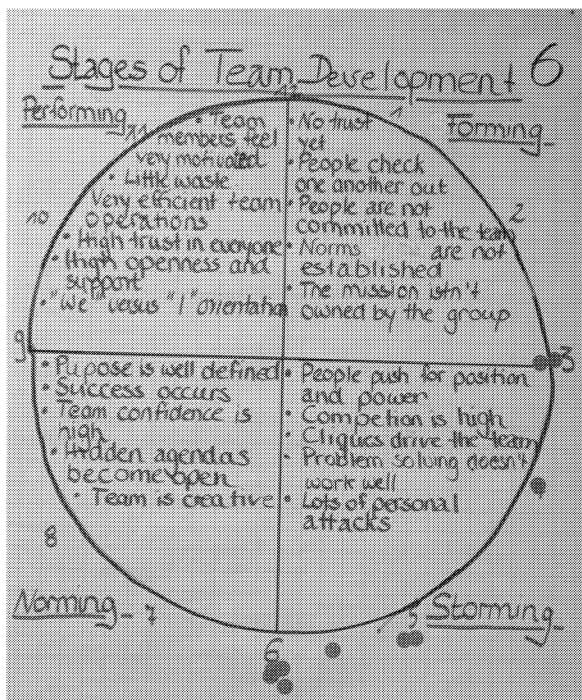 Stages of Team Development 6
Performing
• Team
members feel
very motivated
• Little waste
Very efficient team
operations
• High trust in everyone
• High openness and
support
• "We" versus "I" orientation
Forming
• No trust
yet
• People check
one another out
• People are not
committed to the team
• Norms are not
established
• The mission istn't
owned by the group
• Pupose is well defined
• Success occurs
• Team confidence is
high
• Hidden agendas
become open
• Team is creative
Norming
• People push for position
and power
• Competion is high
• Cliques drive the team
• Problem solving doesn't
work well
• Lots of personal
attacks
Storming
12
1
2
3
5
6
7
8
9
10
11